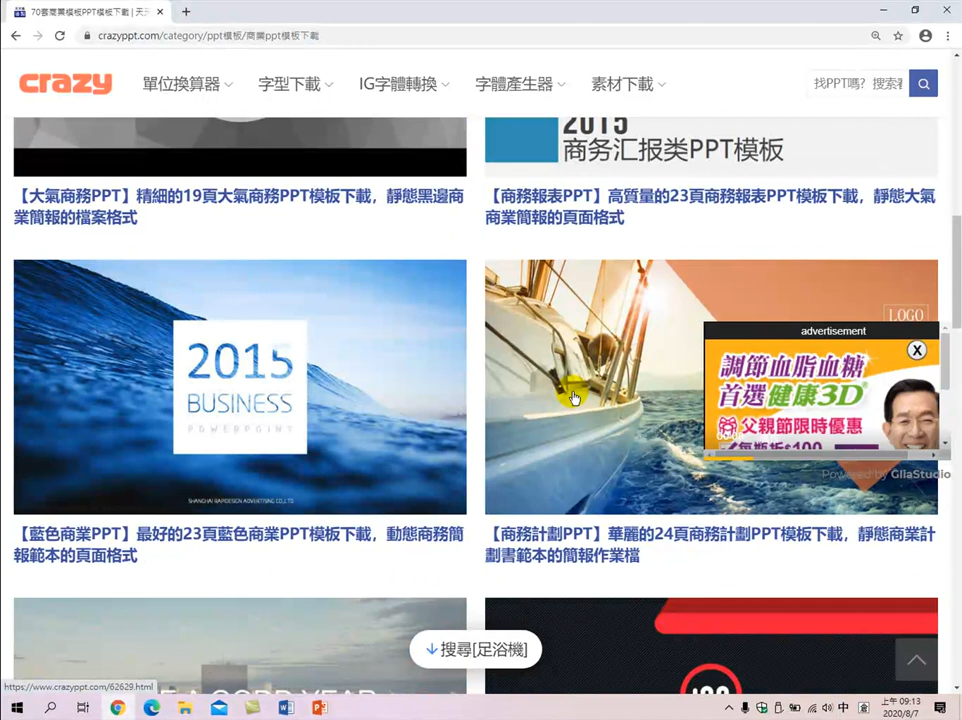 70套商業模板PPT模板下載 | 天天
crazyppt.com/category/ppt模板/商業ppt模板下載
crazy
單位換算器
字型下載
IG字體轉換
字體產生器
素材下載
找PPT嗎? 搜索
2015
商务汇报类PPT模板
【大氣商務PPT】精細的19頁大氣商務PPT模板下載，靜態黑邊商
業簡報的檔案格式
【商務報表PPT】高質量的23頁商務報表PPT模板下載，靜態大氣
商業簡報的頁面格式
2015
BUSINESS
POWERPOINT
SHANGHAI RAPIDESIGN ADVERTISING CO.,LTD
LOGO
advertisement
X
調節血脂血糖
首選健康3D
父親節限時優惠
Powered by GliaStudio
【藍色商業PPT】最好的23頁藍色商業PPT模板下載，動態商務簡
報範本的頁面格式
【商務計劃PPT】華麗的24頁商務計劃PPT模板下載，靜態商業計
劃書範本的簡報作業檔
搜尋[足浴機]
https://www.crazyppt.com/62629.html
中
上午 09:13
2020/8/7